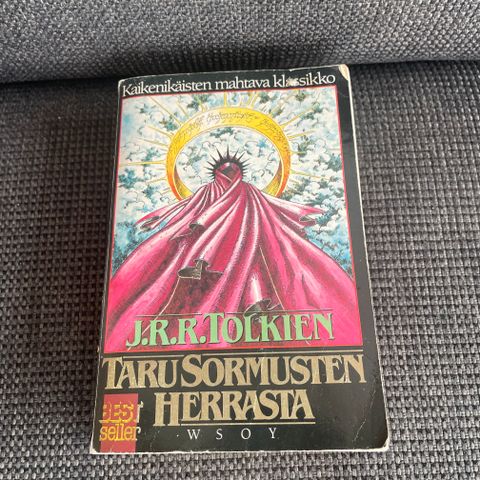 Kaikenikäisten mahtava klassikko
J.R.R. TOLKIEN
TARU SORMUSTEN
HERRASTA
BEST
seller
WSOY